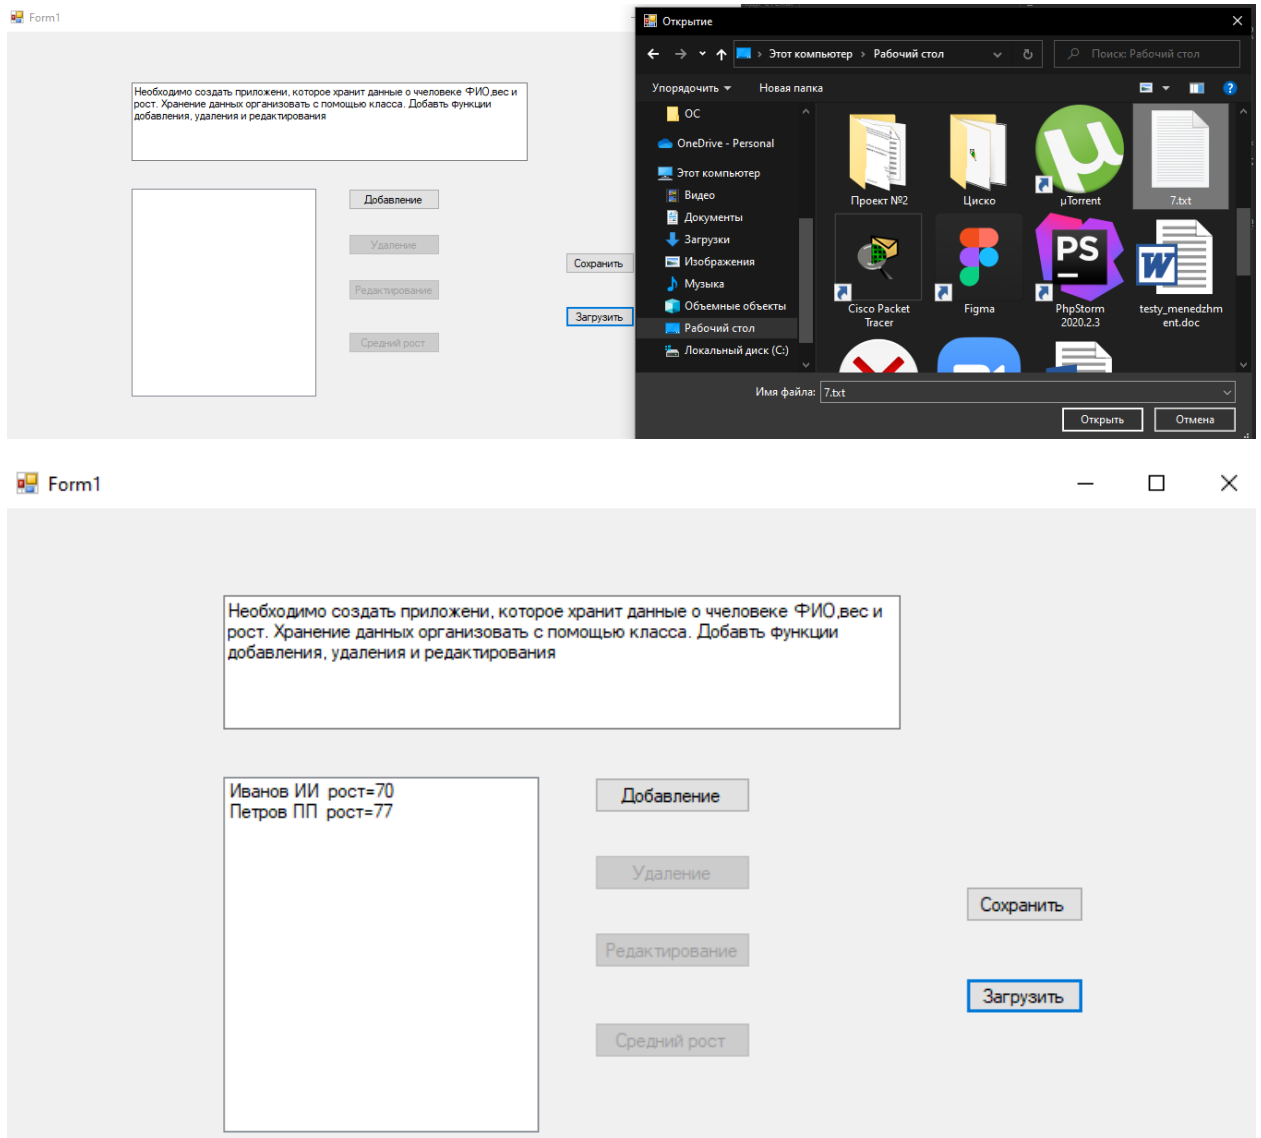 Form1
Необходимо создать приложени, которое хранит данные о ччеловеке ФИО,вес и
рост. Хранение данных организовать с помощью класса. Добавть функции
добавления, удаления и редактирования
Добавление
Удаление
Редактирование
Средний рост
Сохранить
Загрузить
Открытие
Этот компьютер › Рабочий стол
Поиск: Рабочий стол
Упорядочить
Новая папка
ОС
OneDrive - Personal
Этот компьютер
Видео
Документы
Загрузки
Изображения
Музыка
Объемные объекты
Рабочий стол
Локальный диск (C:)
Проект №2
Циско
µTorrent
7.txt
Cisco Packet
Tracer
Figma
PS
PhpStorm
2020.2.3
W
testy_menedzhm
ent.doc
Имя файла:
7.txt
Открыть
Отмена
Form1
Необходимо создать приложени, которое хранит данные о ччеловеке ФИО,вес и
рост. Хранение данных организовать с помощью класса. Добавть функции
добавления, удаления и редактирования
Иванов ИИ  рост=70
Петров ПП  рост=77
Добавление
Удаление
Редактирование
Средний рост
Сохранить
Загрузить